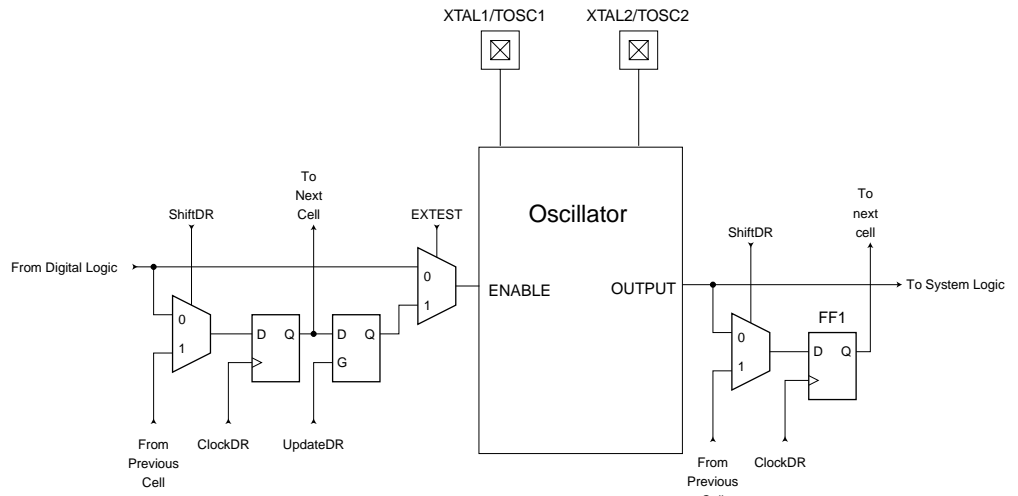 XTAL1/TOSC1
XTAL2/TOSC2
To
Next
Cell
ShiftDR
EXTEST
From Digital Logic
0
1
D Q
D Q
G
0
1
From
Previous
Cell
ClockDR
UpdateDR
Oscillator
ENABLE
OUTPUT
To
next
cell
ShiftDR
To System Logic
FF1
0
1
D Q
From
Previous
ClockDR